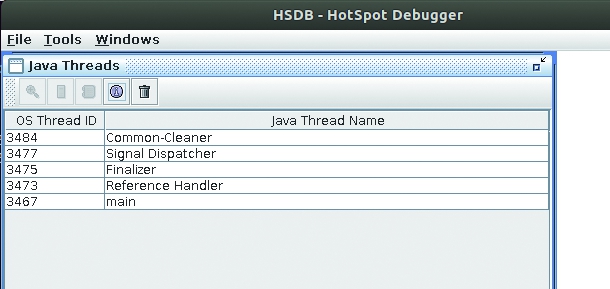 HSDB - HotSpot Debugger
File Tools Windows
Java Threads
OS Thread ID Java Thread Name
3484 Common-Cleaner
3477 Signal Dispatcher
3475 Finalizer
3473 Reference Handler
3467 main